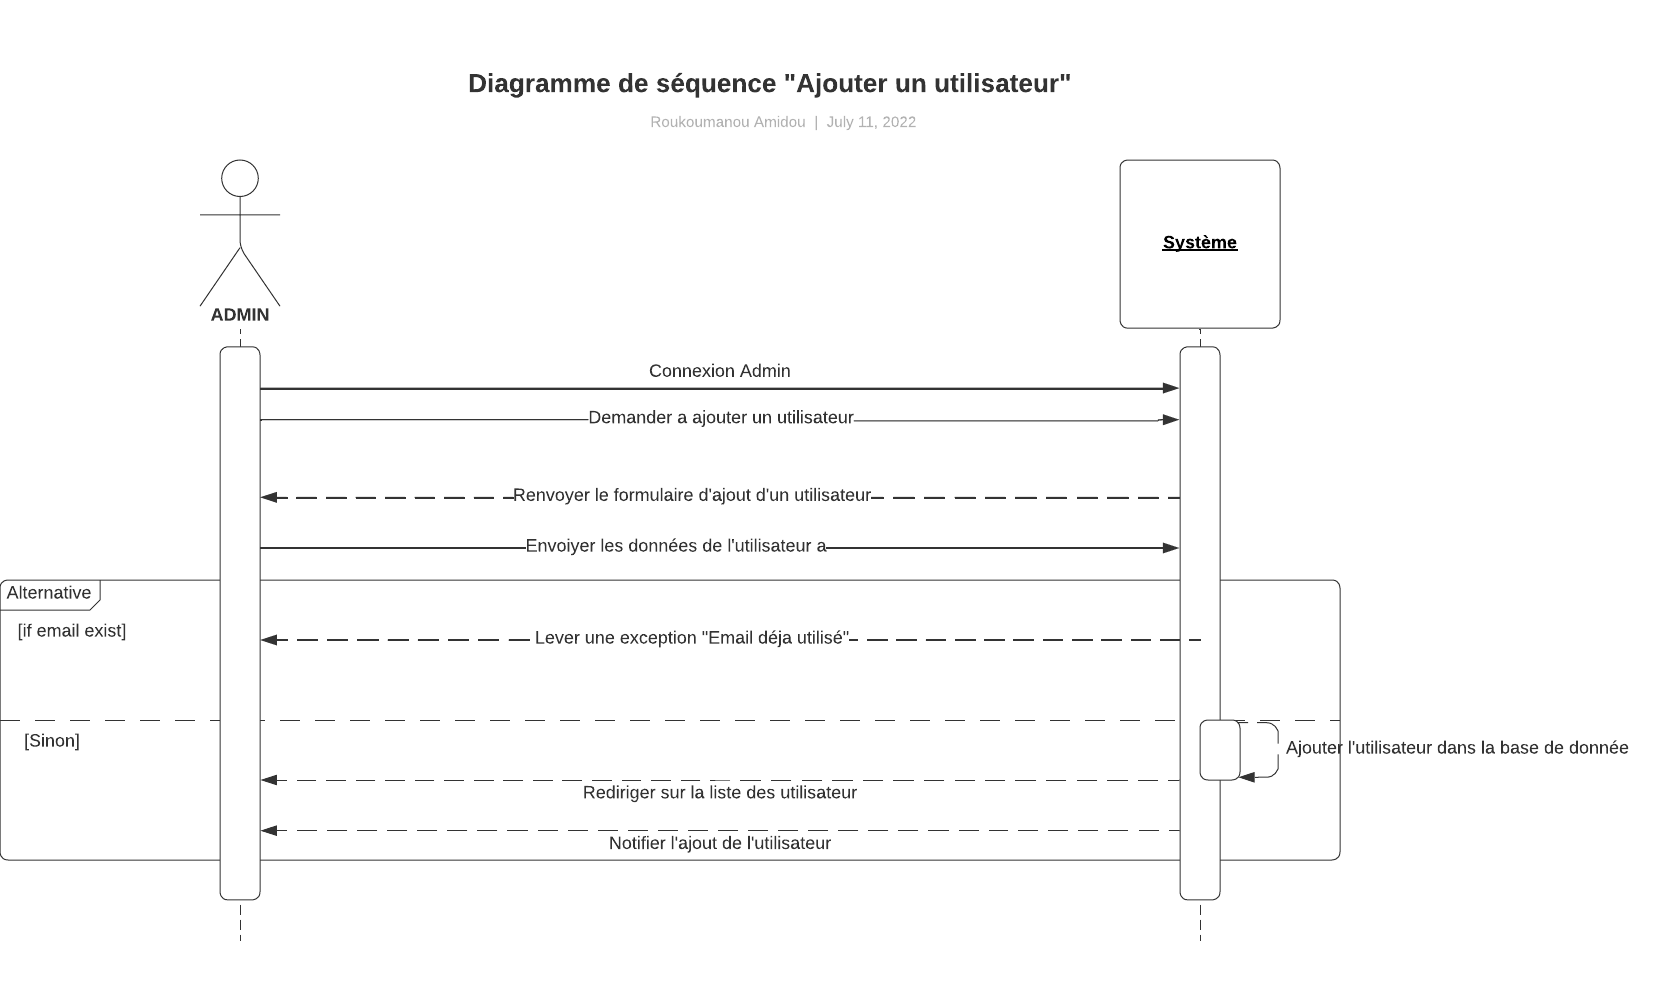 Diagramme de séquence "Ajouter un utilisateur"
Roukoumanou Amidou | July 11, 2022
Système
ADMIN
Connexion Admin
Demander a ajouter un utilisateur
Renvoyer le formulaire d'ajout d'un utilisateur
Envoiyer les données de l'utilisateur a
Alternative
[if email exist]
Lever une exception "Email déja utilisé"
[Sinon]
Ajouter l'utilisateur dans la base de donnée
Rediriger sur la liste des utilisateur
Notifier l'ajout de l'utilisateur